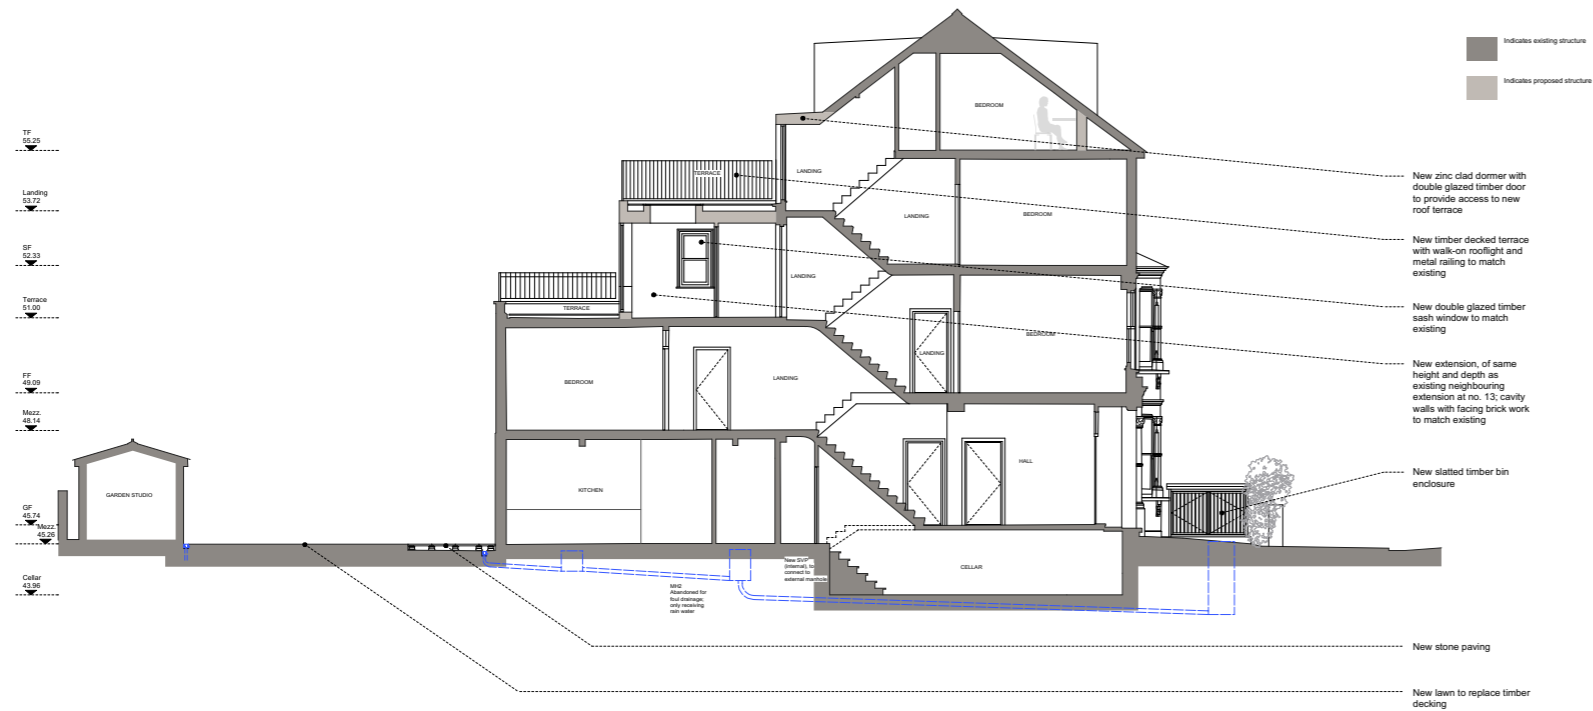 Indicates existing structure
Indicates proposed structure
TF
55.25
Landing
53.72
SF
52.33
Terrace
51.00
FF
49.09
Mezz.
48.14
GF
45.74
Mezz.
45.26
Cellar
43.96
BEDROOM
LANDING
TERRACE
LANDING
BEDROOM
LANDING
TERRACE
BEDROOM
LANDING
BEDROOM
LANDING
KITCHEN
HALL
GARDEN STUDIO
CELLAR
New SVP
(internal), to
connect to
external manhole
MH2
Abandoned for
foul drainage;
only receiving
rain water
New zinc clad dormer with
double glazed timber door
to provide access to new
roof terrace
New timber decked terrace
with walk-on rooflight and
metal railing to match
existing
New double glazed timber
sash window to match
existing
New extension, of same
height and depth as
existing neighbouring
extension at no. 13; cavity
walls with facing brick work
to match existing
New slatted timber bin
enclosure
New stone paving
New lawn to replace timber
decking